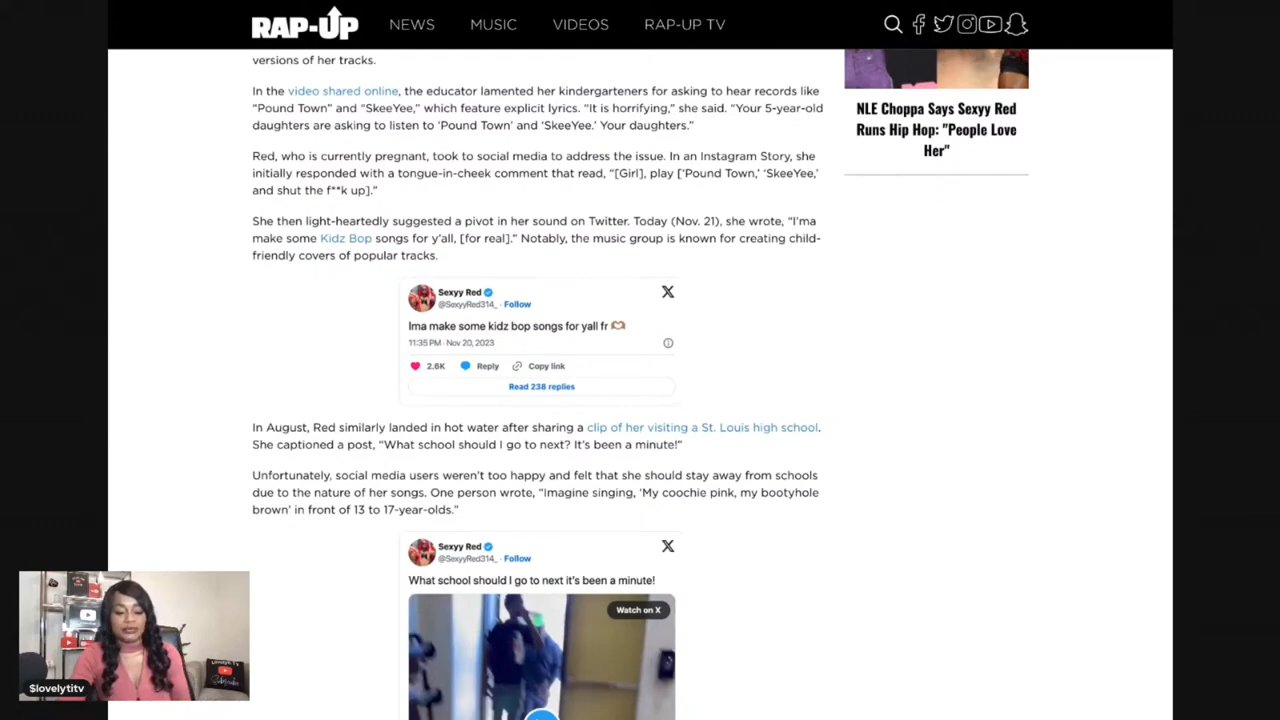 RAP-UP
NEWS
MUSIC
VIDEOS
RAP-UP TV
versions of her tracks.
In the video shared online, the educator lamented her kindergarteners for asking to hear records like
“Pound Town” and “SkeeYee,” which feature explicit lyrics. “It is horrifying,” she said. “Your 5-year-old
daughters are asking to listen to ‘Pound Town’ and ‘SkeeYee.’ Your daughters.”
Red, who is currently pregnant, took to social media to address the issue. In an Instagram Story, she
initially responded with a tongue-in-cheek comment that read, “[Girl], play [‘Pound Town,’ ‘SkeeYee,’
and shut the f**k up].”
She then light-heartedly suggested a pivot in her sound on Twitter. Today (Nov. 21), she wrote, “I’ma
make some Kidz Bop songs for y’all, [for real].” Notably, the music group is known for creating child-
friendly covers of popular tracks.
Sexyy Red
@SexyyRed314_ · Follow
Ima make some kidz bop songs for yall fr
11:35 PM · Nov 20, 2023
2.6K Reply Copy link
Read 238 replies
In August, Red similarly landed in hot water after sharing a clip of her visiting a St. Louis high school.
She captioned a post, “What school should I go to next? It’s been a minute!”
Unfortunately, social media users weren’t too happy and felt that she should stay away from schools
due to the nature of her songs. One person wrote, “Imagine singing, ‘My coochie pink, my bootyhole
brown’ in front of 13 to 17-year-olds.”
Sexyy Red
@SexyyRed314_ · Follow
What school should I go to next it's been a minute!
Watch on X
NLE Choppa Says Sexyy Red
Runs Hip Hop: "People Love
Her"
$lovelytitv